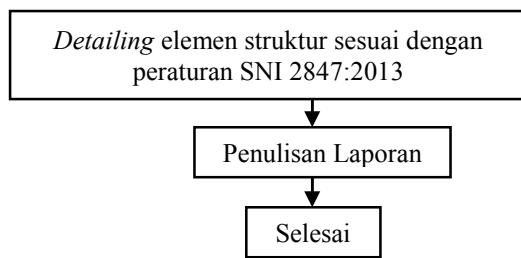 Detailing elemen struktur sesuai dengan
peraturan SNI 2847:2013
Penulisan Laporan
Selesai